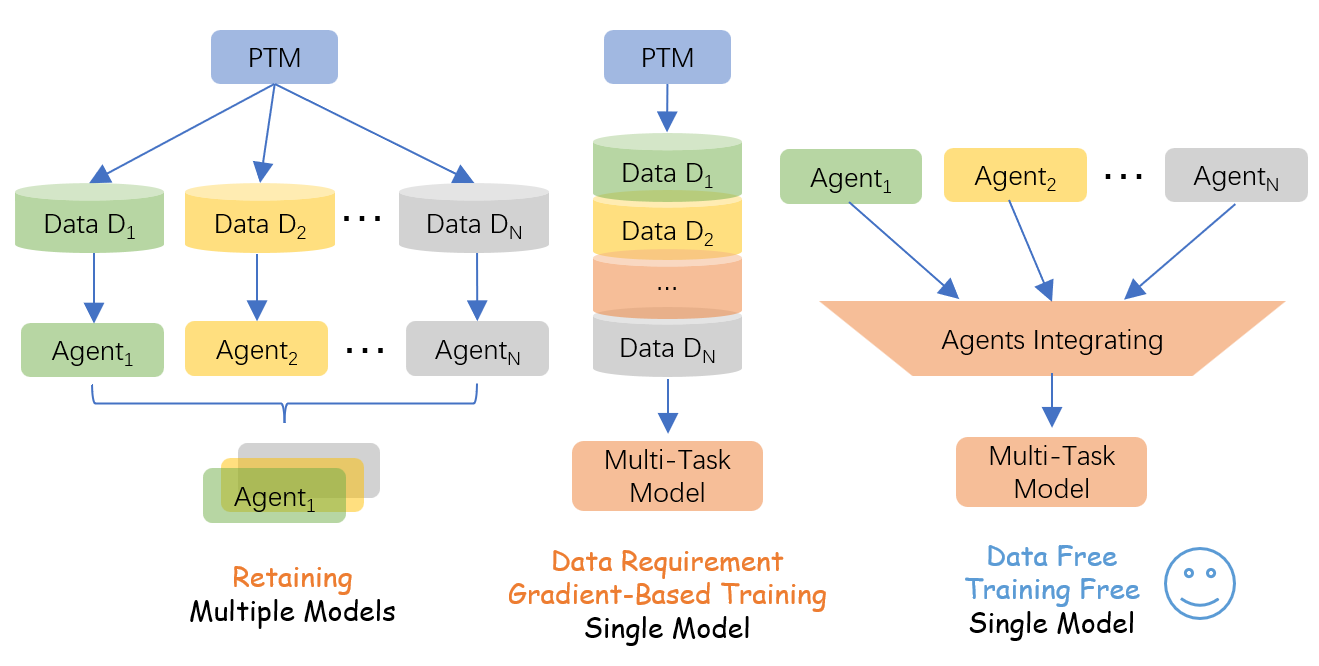 PTM
Data D1
Data D2
...
Data DN
Agent1
Agent2
...
AgentN
Agent1
Retaining
Multiple Models
PTM
Data D1
Data D2
...
Data DN
Multi-Task
Model
Data Requirement
Gradient-Based Training
Single Model
Agent1
Agent2
...
AgentN
Agents Integrating
Multi-Task
Model
Data Free
Training Free
Single Model